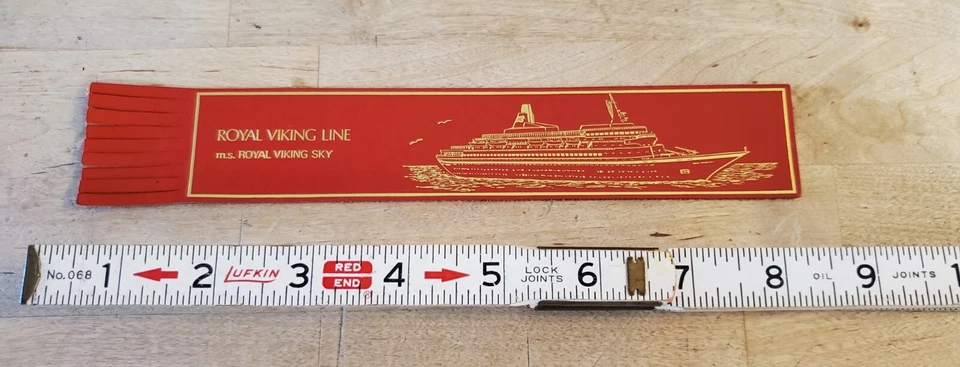 ROYAL VIKING LINE
m.s. ROYAL VIKING SKY
No. 068 1 2 LUFKIN 3 RED END 4 5 LOCK JOINTS 6 7 8 OIL 9 JOINTS 1